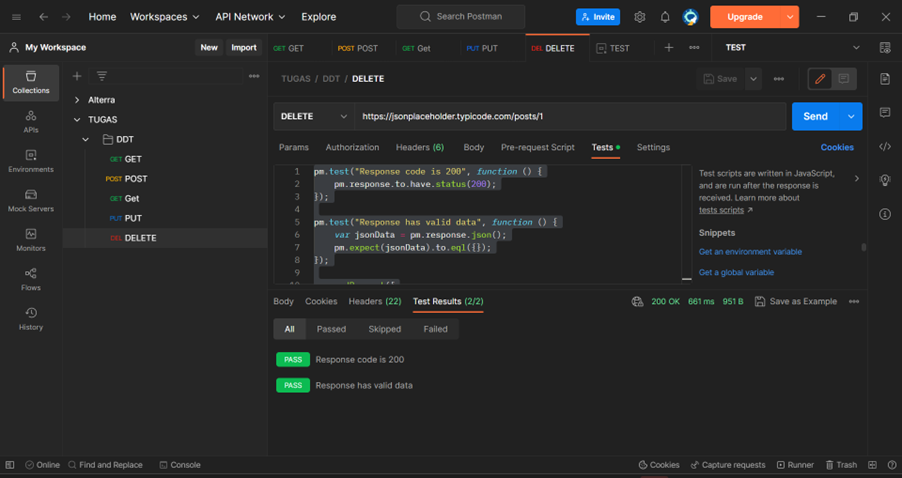 Home Workspaces API Network Explore Search Postman Invite Upgrade
My Workspace New Import GET GET POST POST GET Get PUT PUT DEL DELETE TEST TEST
Collections
APIs
Environments
Mock Servers
Monitors
Flows
History
Alterra
TUGAS
DDT
GET GET
POST POST
GET Get
PUT PUT
DEL DELETE
TUGAS / DDT / DELETE Save
DELETE https://jsonplaceholder.typicode.com/posts/1 Send
Params Authorization Headers (6) Body Pre-request Script Tests Settings Cookies
1 pm.test("Response code is 200", function () {
2 pm.response.to.have.status(200);
3 });
4
5 pm.test("Response has valid data", function () {
6 var jsonData = pm.response.json();
7 pm.expect(jsonData).to.eql({});
8 });
9
Test scripts are written in JavaScript,
and are run after the response is
received. Learn more about
tests scripts
Snippets
Get an environment variable
Get a global variable
Body Cookies Headers (22) Test Results (2/2) 200 OK 661 ms 951 B Save as Example
All Passed Skipped Failed
PASS Response code is 200
PASS Response has valid data
Online Find and Replace Console Cookies Capture requests Runner Trash